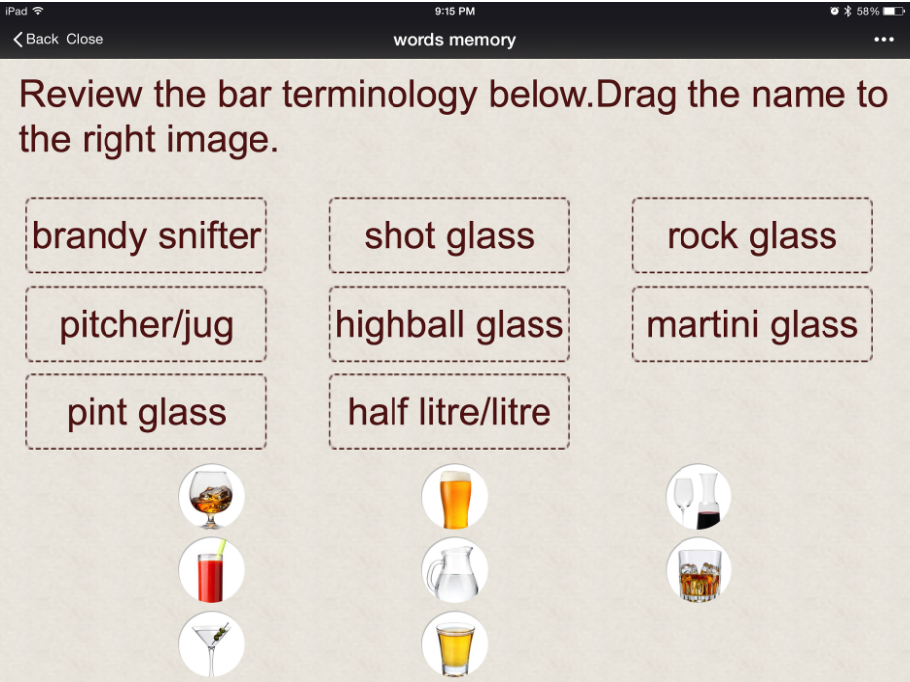 iPad 9:15 PM 58%
Back Close words memory
Review the bar terminology below.Drag the name to
the right image.
brandy snifter shot glass rock glass
pitcher/jug highball glass martini glass
pint glass half litre/litre